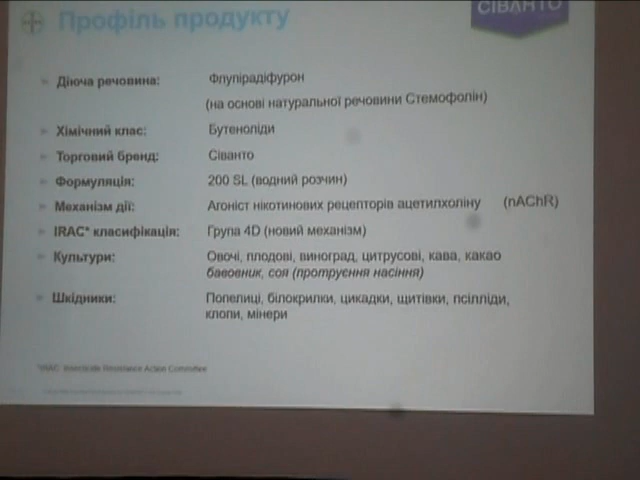 Профіль продукту
СІВАНТО
Діюча речовина: Флупірадіфурон
(на основі натуральної речовини Стемофолін)
Хімічний клас: Бутеноліди
Торговий бренд: Сіванто
Формуляція: 200 SL (водний розчин)
Механізм дії: Агоніст нікотинових рецепторів ацетилхоліну (nAChR)
IRAC* класифікація: Група 4D (новий механізм)
Культури: Овочі, плодові, виноград, цитрусові, кава, какао
бавовник, соя (протруєння насіння)
Шкідники: Попелиці, білокрилки, цикадки, щитівки, псілліди,
клопи, мінери
*IRAC: Insecticide Resistance Action Committee